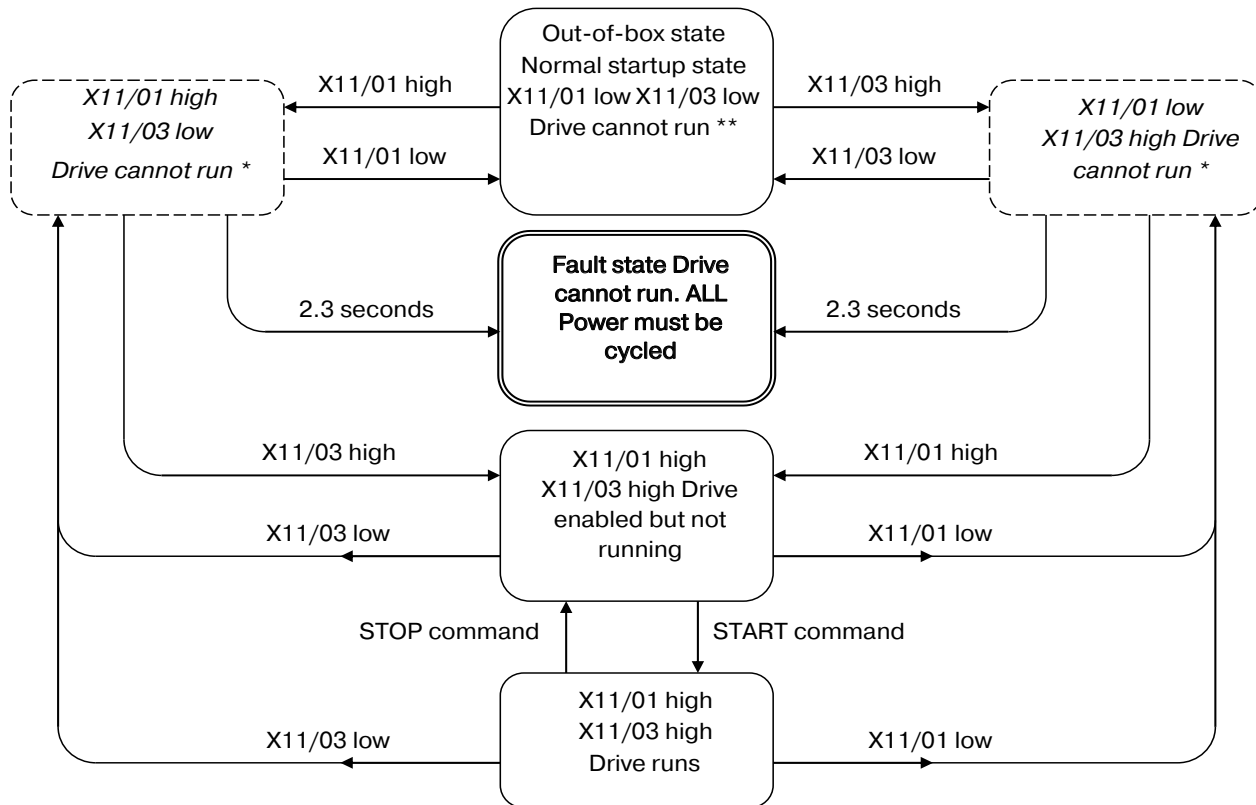 Out-of-box state
Normal startup state
X11/01 low X11/03 low
Drive cannot run **
X11/01 high
X11/03 low
Drive cannot run *
X11/01 high
X11/01 low
X11/03 high
X11/03 low
X11/01 low
X11/03 high Drive
cannot run *
Fault state Drive
cannot run. ALL
Power must be
cycled
2.3 seconds
2.3 seconds
X11/03 high
X11/01 high
X11/03 high Drive
enabled but not
running
X11/01 high
X11/03 low
X11/01 low
STOP command
START command
X11/01 high
X11/03 high
Drive runs
X11/03 low
X11/01 low